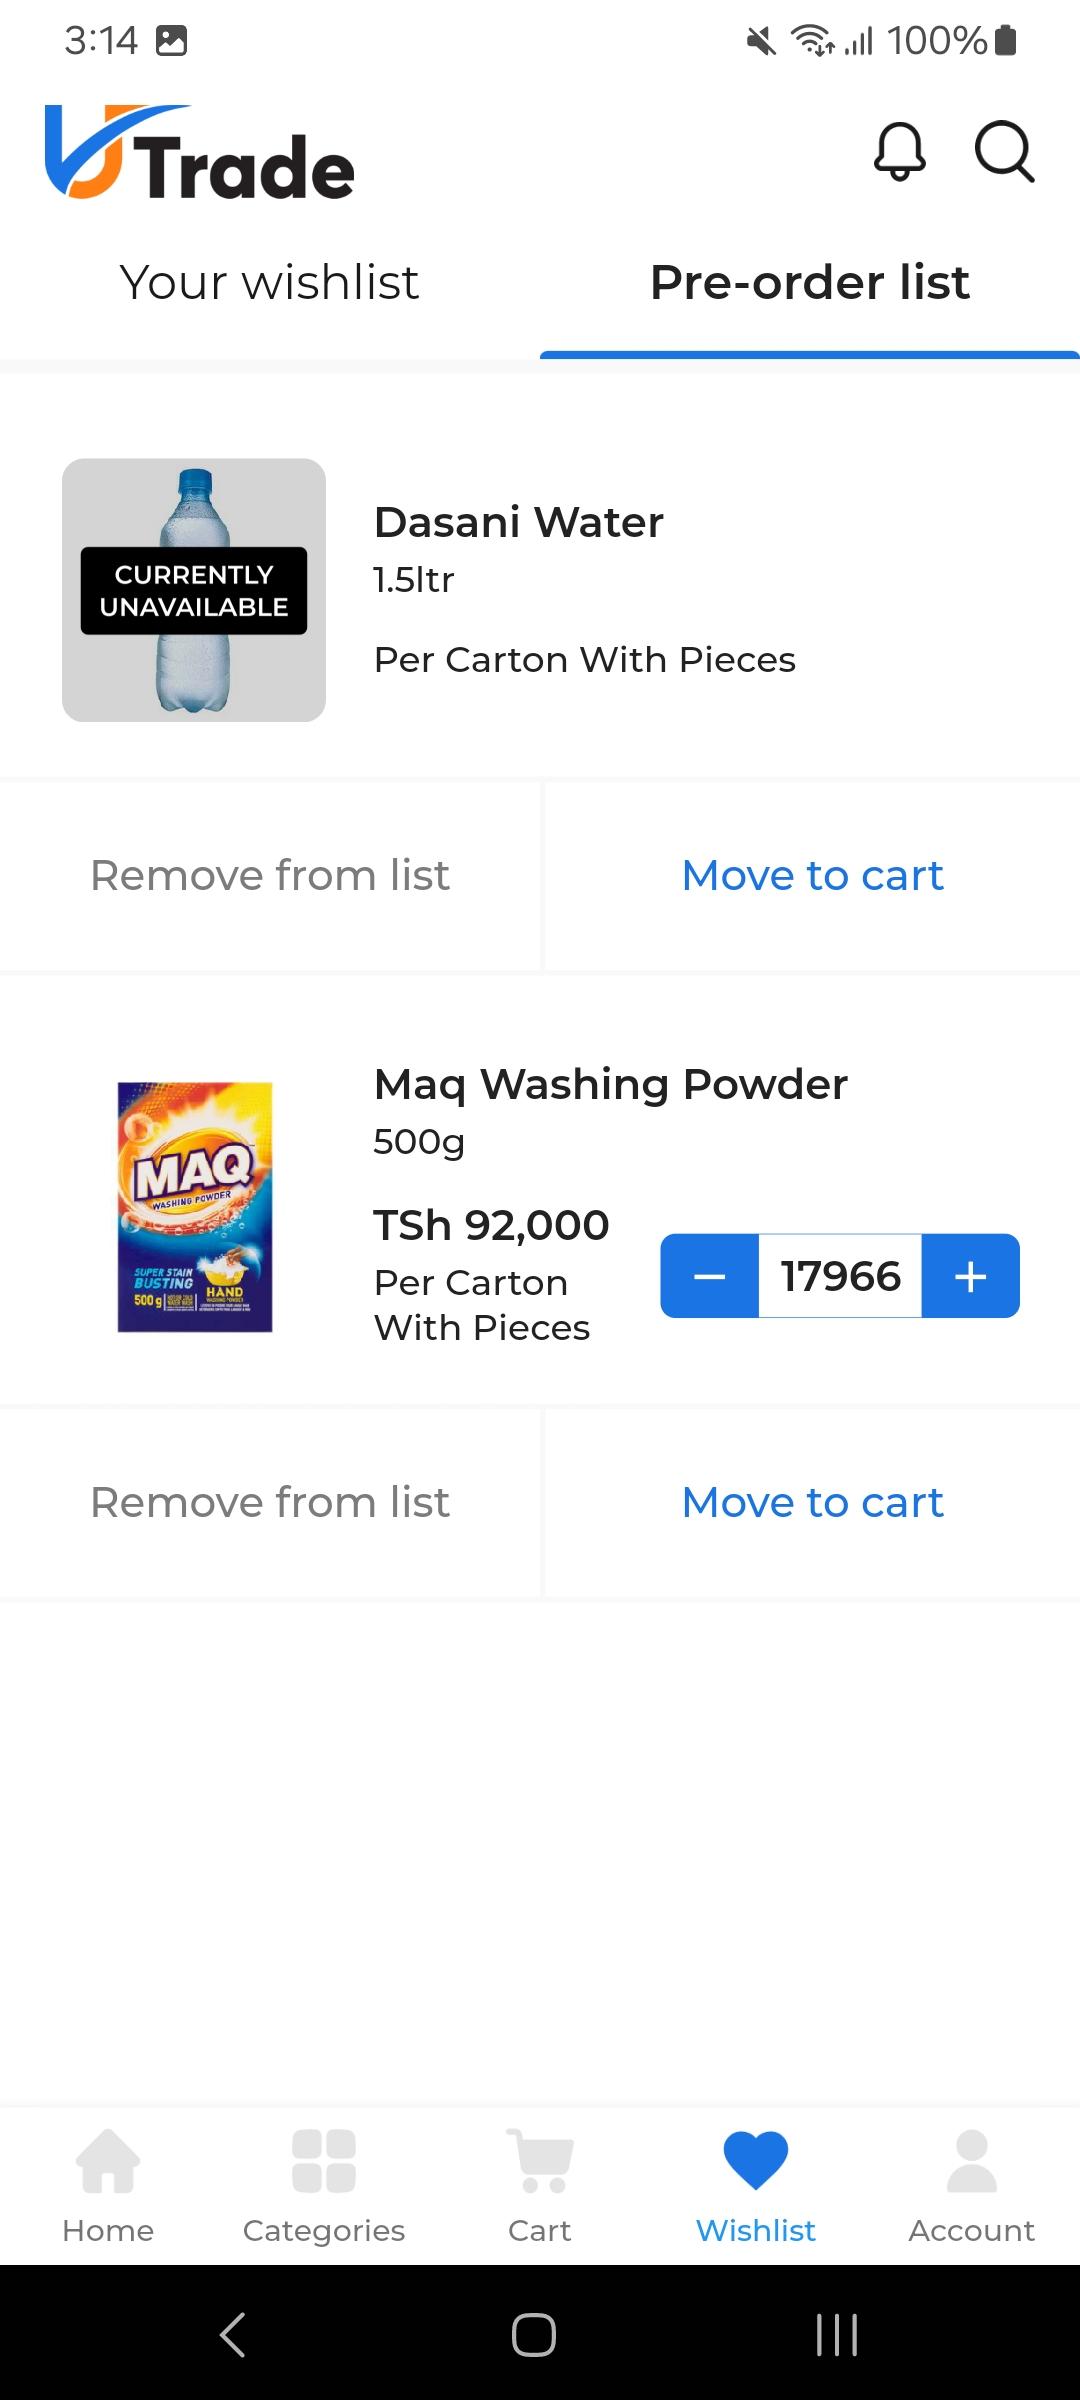 3:14
100%
Trade
Your wishlist
Pre-order list
CURRENTLY
UNAVAILABLE
Dasani Water
1.5ltr
Per Carton With Pieces
Remove from list
Move to cart
MAQ
WASHING POWDER
SUPER STAIN
BUSTING
500 g
HAND
Maq Washing Powder
500g
TSh 92,000
Per Carton
With Pieces
− 17966 +
Remove from list
Move to cart
Home
Categories
Cart
Wishlist
Account